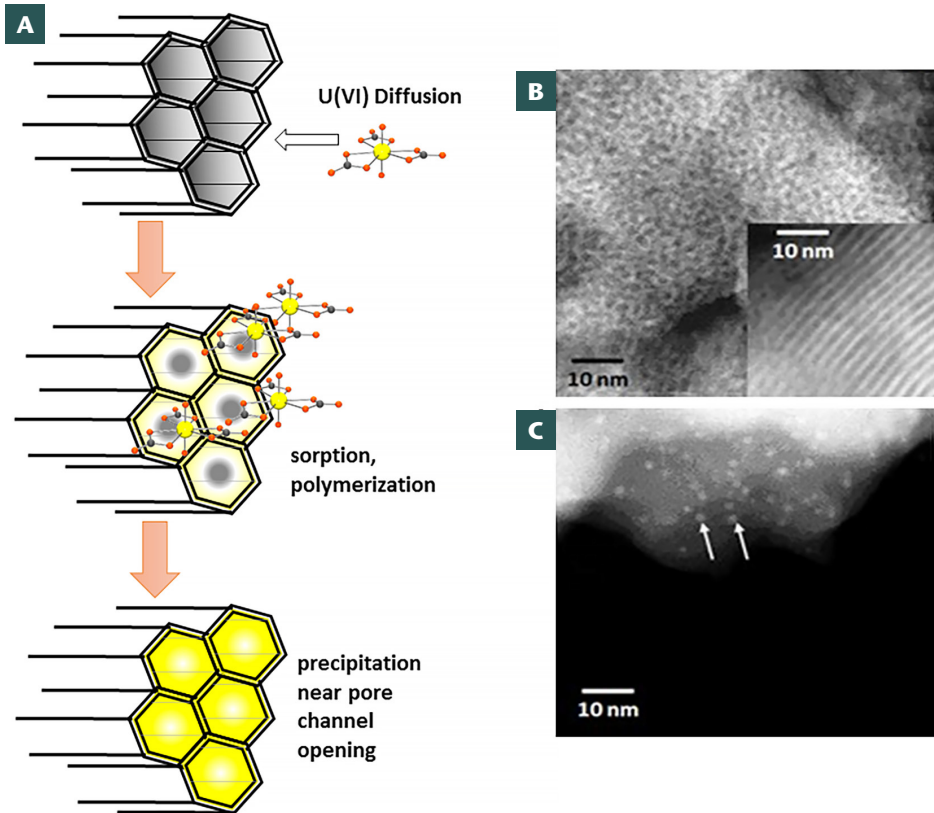 A
U(VI) Diffusion
sorption,
polymerization
precipitation
near pore
channel
opening
B
10 nm
10 nm
C
10 nm